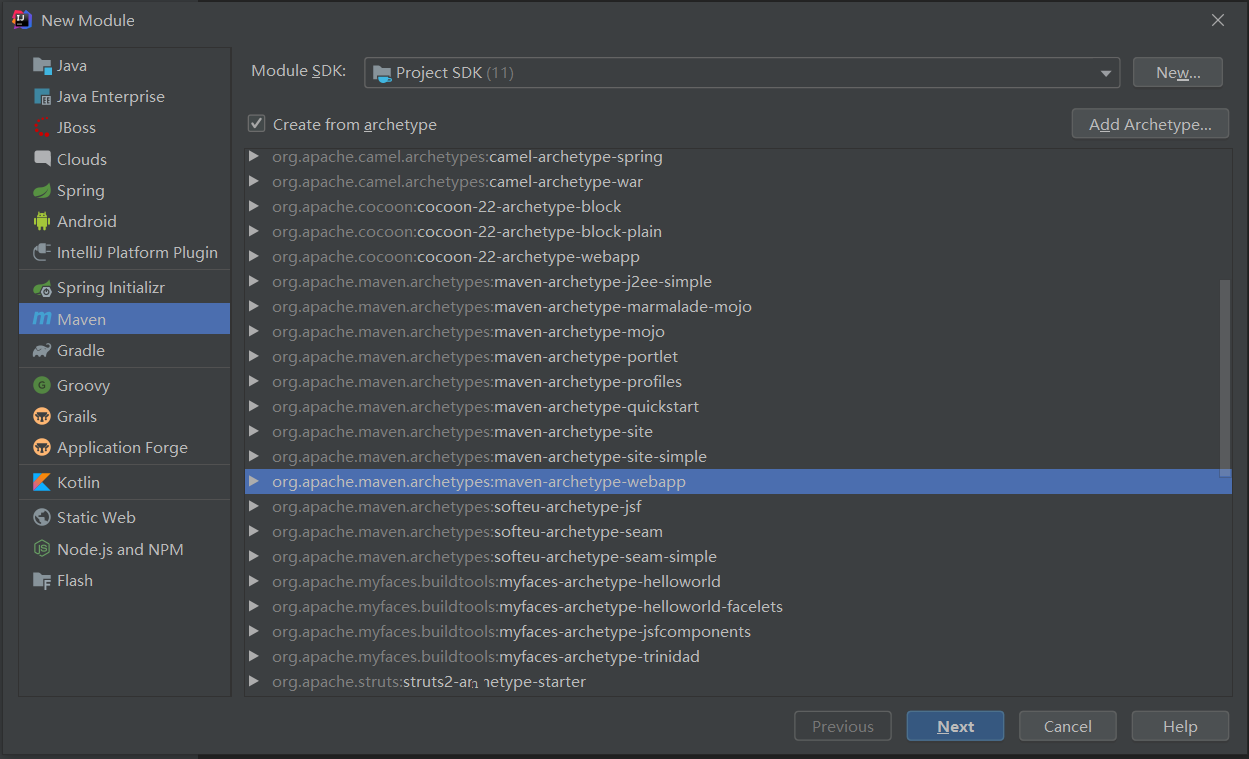 New Module
Java
Java Enterprise
JBoss
Clouds
Spring
Android
IntelliJ Platform Plugin
Spring Initializr
Maven
Gradle
Groovy
Grails
Application Forge
Kotlin
Static Web
Node.js and NPM
Flash
Module SDK: Project SDK (11) New...
Create from archetype Add Archetype...
org.apache.camel.archetypes:camel-archetype-spring
org.apache.camel.archetypes:camel-archetype-war
org.apache.cocoon:cocoon-22-archetype-block
org.apache.cocoon:cocoon-22-archetype-block-plain
org.apache.cocoon:cocoon-22-archetype-webapp
org.apache.maven.archetypes:maven-archetype-j2ee-simple
org.apache.maven.archetypes:maven-archetype-marmalade-mojo
org.apache.maven.archetypes:maven-archetype-mojo
org.apache.maven.archetypes:maven-archetype-portlet
org.apache.maven.archetypes:maven-archetype-profiles
org.apache.maven.archetypes:maven-archetype-quickstart
org.apache.maven.archetypes:maven-archetype-site
org.apache.maven.archetypes:maven-archetype-site-simple
org.apache.maven.archetypes:maven-archetype-webapp
org.apache.maven.archetypes:softeu-archetype-jsf
org.apache.maven.archetypes:softeu-archetype-seam
org.apache.maven.archetypes:softeu-archetype-seam-simple
org.apache.myfaces.buildtools:myfaces-archetype-helloworld
org.apache.myfaces.buildtools:myfaces-archetype-helloworld-facelets
org.apache.myfaces.buildtools:myfaces-archetype-jsfcomponents
org.apache.myfaces.buildtools:myfaces-archetype-trinidad
org.apache.struts:struts2-archetype-starter
Previous Next Cancel Help